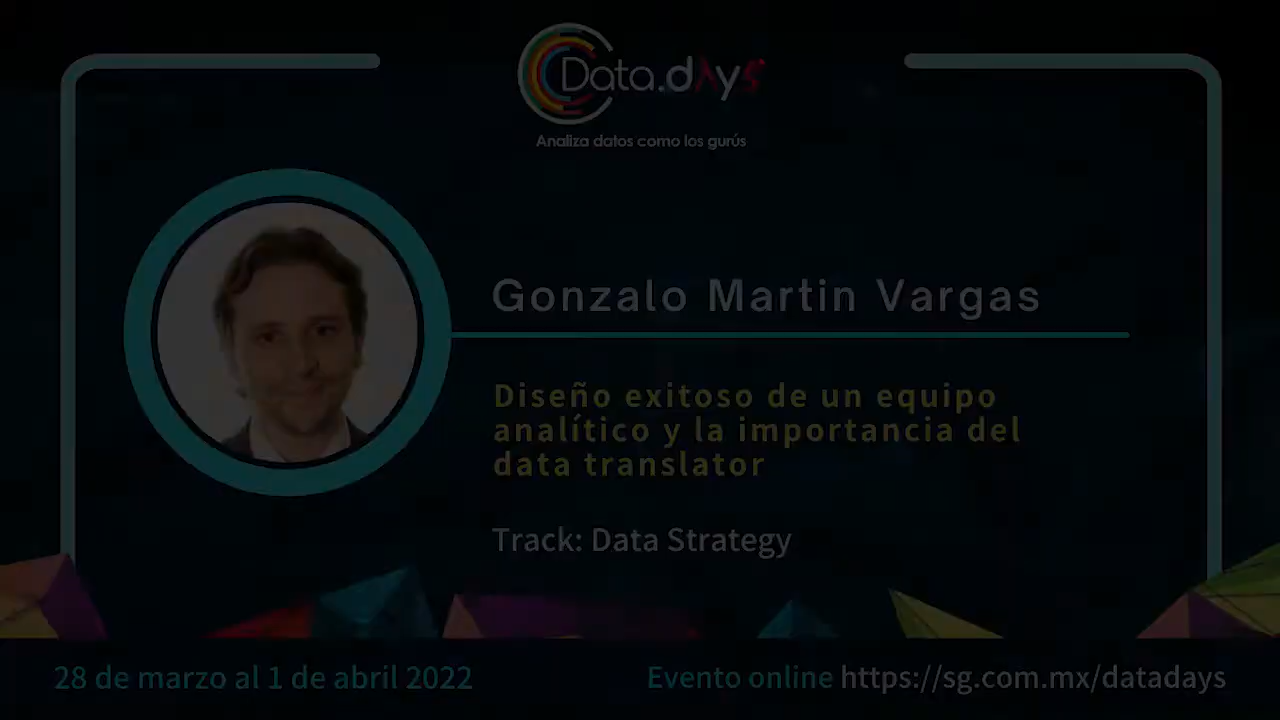 Data.dAys
Analiza datos como los gurús
Gonzalo Martin Vargas
Diseño exitoso de un equipo
analítico y la importancia del
data translator
Track: Data Strategy
28 de marzo al 1 de abril 2022
Evento online https://sg.com.mx/datadays